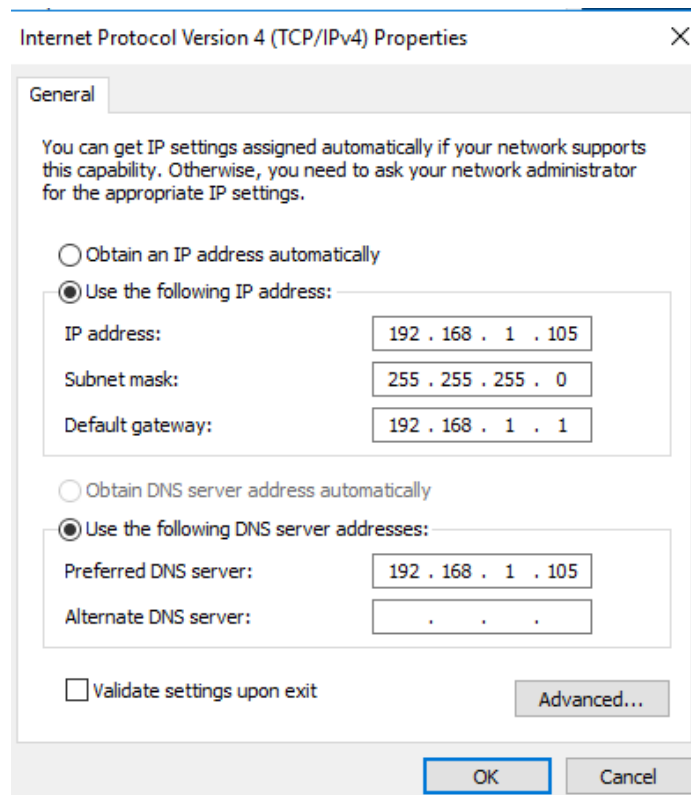 Internet Protocol Version 4 (TCP/IPv4) Properties
General
You can get IP settings assigned automatically if your network supports
this capability. Otherwise, you need to ask your network administrator
for the appropriate IP settings.
Obtain an IP address automatically
Use the following IP address:
IP address: 192 . 168 . 1 . 105
Subnet mask: 255 . 255 . 255 . 0
Default gateway: 192 . 168 . 1 . 1
Obtain DNS server address automatically
Use the following DNS server addresses:
Preferred DNS server: 192 . 168 . 1 . 105
Alternate DNS server: . . .
Validate settings upon exit
Advanced...
OK Cancel